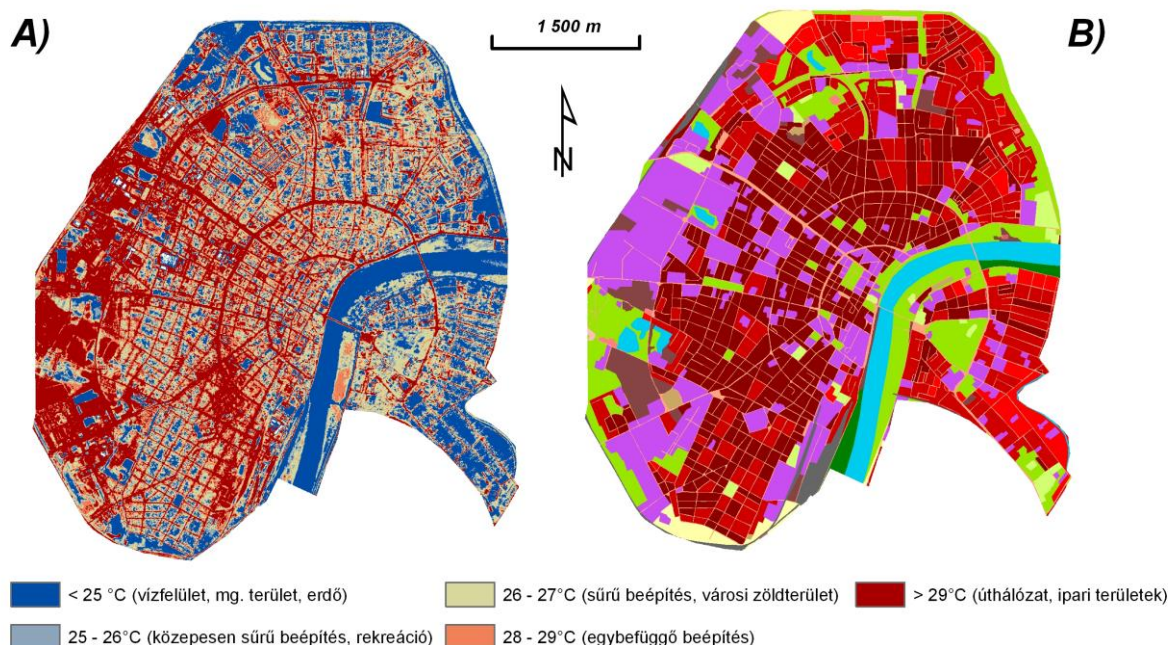 A)
1 500 m
B)
N
< 25 °C (vízfelület, mg. terület, erdő)
26 - 27°C (sűrű beépítés, városi zöldterület)
> 29°C (úthálózat, ipari területek)
25 - 26°C (közepesen sűrű beépítés, rekreáció)
28 - 29°C (egybefüggő beépítés)